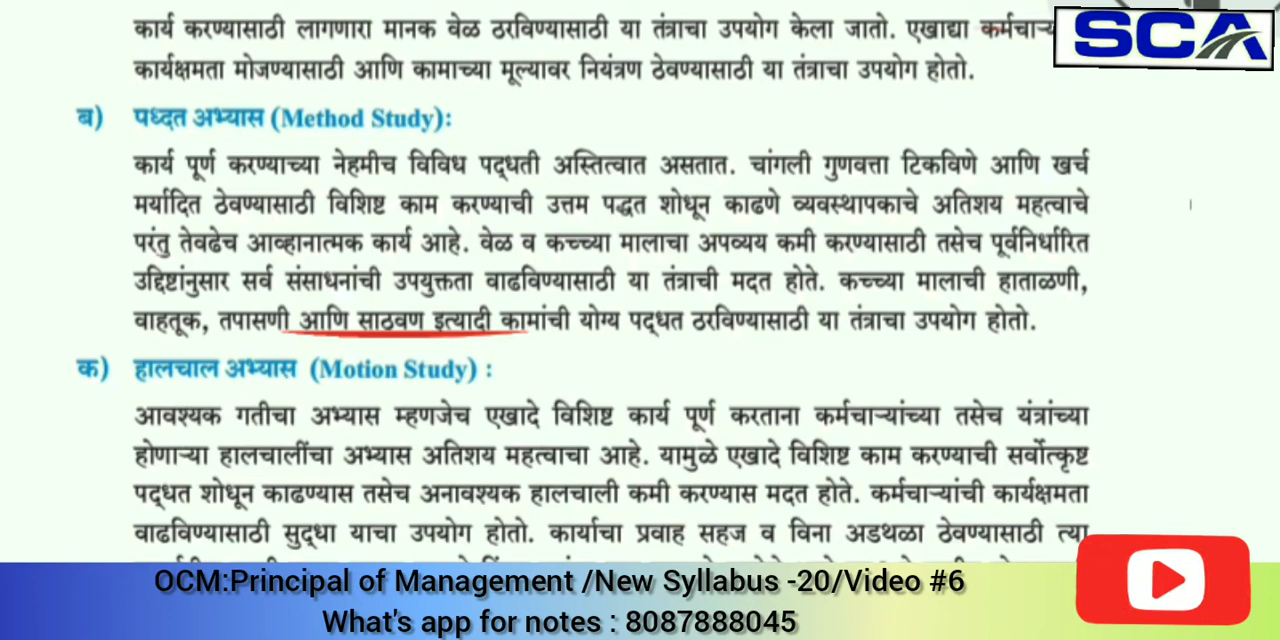 कार्य करण्यासाठी लागणारा मानक वेळ ठरविण्यासाठी या तंत्राचा उपयोग केला जातो. एखाद्या
कार्यक्षमता मोजण्यासाठी आणि कामाच्या मूल्यावर नियंत्रण ठेवण्यासाठी या तंत्राचा उपयोग होतो.
SCA
ब) पध्दत अभ्यास (Method Study):
कार्य पूर्ण करण्याच्या नेहमीच विविध पद्धती अस्तित्वात असतात. चांगली गुणवत्ता टिकविणे आणि खर्च
मर्यादित ठेवण्यासाठी विशिष्ट काम करण्याची उत्तम पद्धत शोधून काढणे व्यवस्थापकाचे अतिशय महत्वाचे
परंतु तेवढेच आव्हानात्मक कार्य आहे. वेळ व कच्च्या मालाचा अपव्यय कमी करण्यासाठी तसेच पूर्वनिर्धारित
उद्दिष्टांनुसार सर्व संसाधनांची उपयुक्तता वाढविण्यासाठी या तंत्राची मदत होते. कच्च्या मालाची हाताळणी,
वाहतूक, तपासणी आणि साठवण इत्यादी कामांची योग्य पद्धत ठरविण्यासाठी या तंत्राचा उपयोग होतो.
क) हालचाल अभ्यास (Motion Study) :
आवश्यक गतीचा अभ्यास म्हणजेच एखादे विशिष्ट कार्य पूर्ण करताना कर्मचाऱ्यांच्या तसेच यंत्रांच्या
होणाऱ्या हालचालींचा अभ्यास अतिशय महत्वाचा आहे. यामुळे एखादे विशिष्ट काम करण्याची सर्वोत्कृष्ट
पद्धत शोधून काढण्यास तसेच अनावश्यक हालचाली कमी करण्यास मदत होते. कर्मचाऱ्यांची कार्यक्षमता
वाढविण्यासाठी सुद्धा याचा उपयोग होतो. कार्याचा प्रवाह सहज व विना अडथळा ठेवण्यासाठी त्या
OCM:Principal of Management /New Syllabus -20/Video #6
What's app for notes : 8087888045